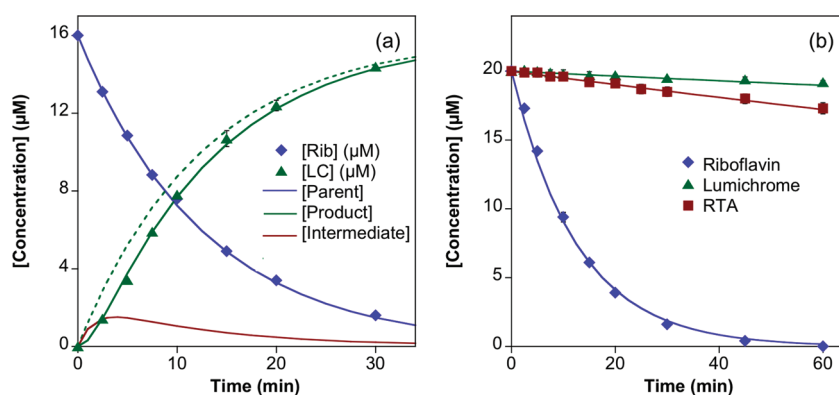 (a)
[Concentration] (µM)
16
12
8
4
0
[Rib] (µM)
[LC] (µM)
[Parent]
[Product]
[Intermediate]
0
10
20
30
Time (min)
(b)
[Concentration] (µM)
20
15
10
5
0
Riboflavin
Lumichrome
RTA
0
20
40
60
Time (min)